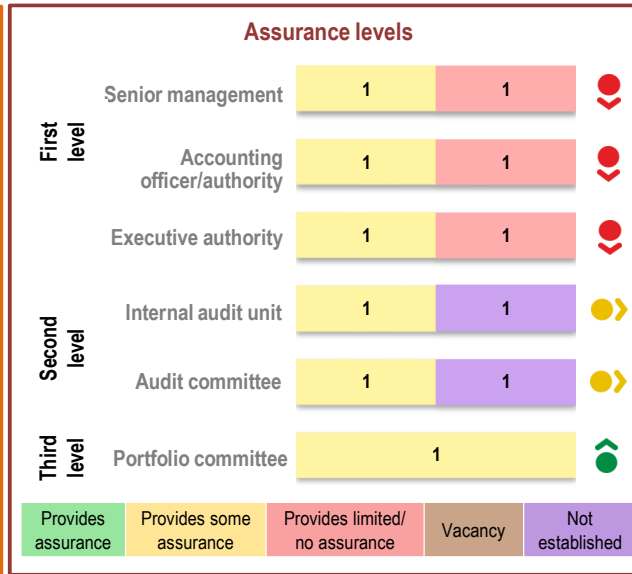 Assurance levels
First
level
Senior management
1
1
Accounting
officer/authority
1
1
Executive authority
1
1
Second
level
Internal audit unit
1
1
Audit committee
1
1
Third
level
Portfolio committee
1
Provides
assurance
Provides some
assurance
Provides limited/
no assurance
Vacancy
Not
established